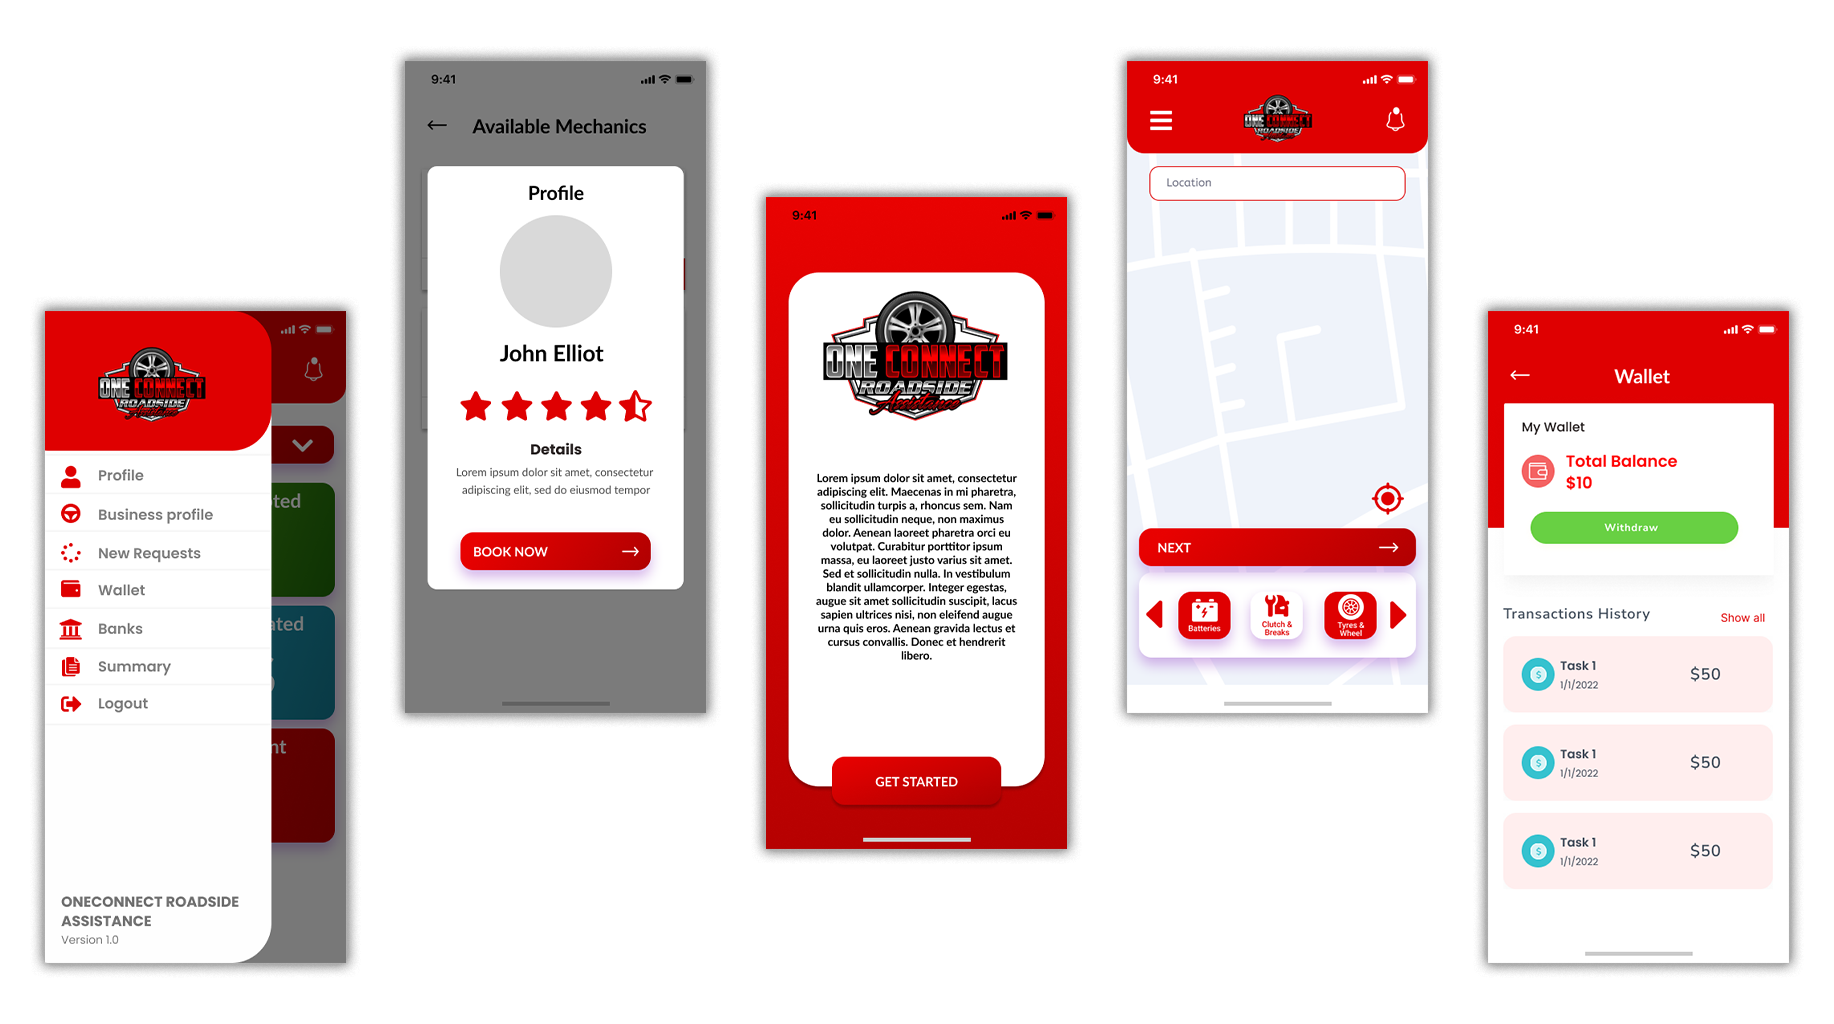 ONE CONNECT
ROADSIDE
Assistance
ted
Profile
Business profile
New Requests
ated
Wallet
Banks
Summary
Logout
nt
ONECONNECT ROADSIDE
ASSISTANCE
Version 1.0
9:41
Available Mechanics
Profile
John Elliot
Details
Lorem ipsum dolor sit amet, consectetur
adipiscing elit, sed do eiusmod tempor
BOOK NOW
9:41
ONE CONNECT
ROADSIDE
Assistance
Lorem ipsum dolor sit amet, consectetur
adipiscing elit. Maecenas in mi pharetra,
sollicitudin turpis a, rhoncus sem. Nam
eu sollicitudin neque, non maximus
dolor. Aenean laoreet pharetra orci eu
volutpat. Curabitur porttitor ipsum
massa, eu laoreet justo varius sit amet.
Sed et sollicitudin nulla. In vestibulum
blandit ullamcorper. Integer egestas,
augue sit amet sollicitudin suscipit, lacus
sapien ultrices nisi, non eleifend augue
urna quis eros. Aenean gravida lectus et
cursus convallis. Donec et hendrerit
libero.
GET STARTED
9:41
ONE CONNECT
ROADSIDE
Assistance
Location
NEXT
Batteries
Clutch &
Breaks
Tyres &
Wheel
9:41
Wallet
My Wallet
Total Balance
$10
Withdraw
Transactions History
Show all
Task 1
1/1/2022
$50
Task 1
1/1/2022
$50
Task 1
1/1/2022
$50